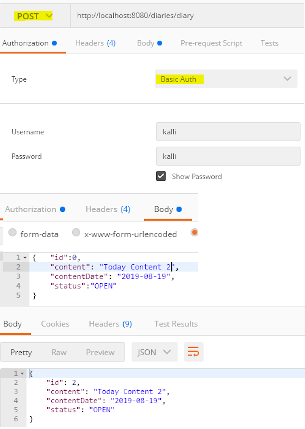 POST http://localhost:8080/diaries/diary
Authorization Headers (4) Body Pre-request Script Tests
Type Basic Auth
Username kalli
Password kalli
Show Password
Authorization Headers (4) Body
form-data x-www-form-urlencoded
1 { "id":0,
2 "content": "Today Content 2",
3 "contentDate": "2019-08-19",
4 "status":"OPEN"
5 }
Body Cookies Headers (9) Test Results
Pretty Raw Preview JSON
1 {
2 "id": 2,
3 "content": "Today Content 2",
4 "contentDate": "2019-08-19",
5 "status": "OPEN"
6 }